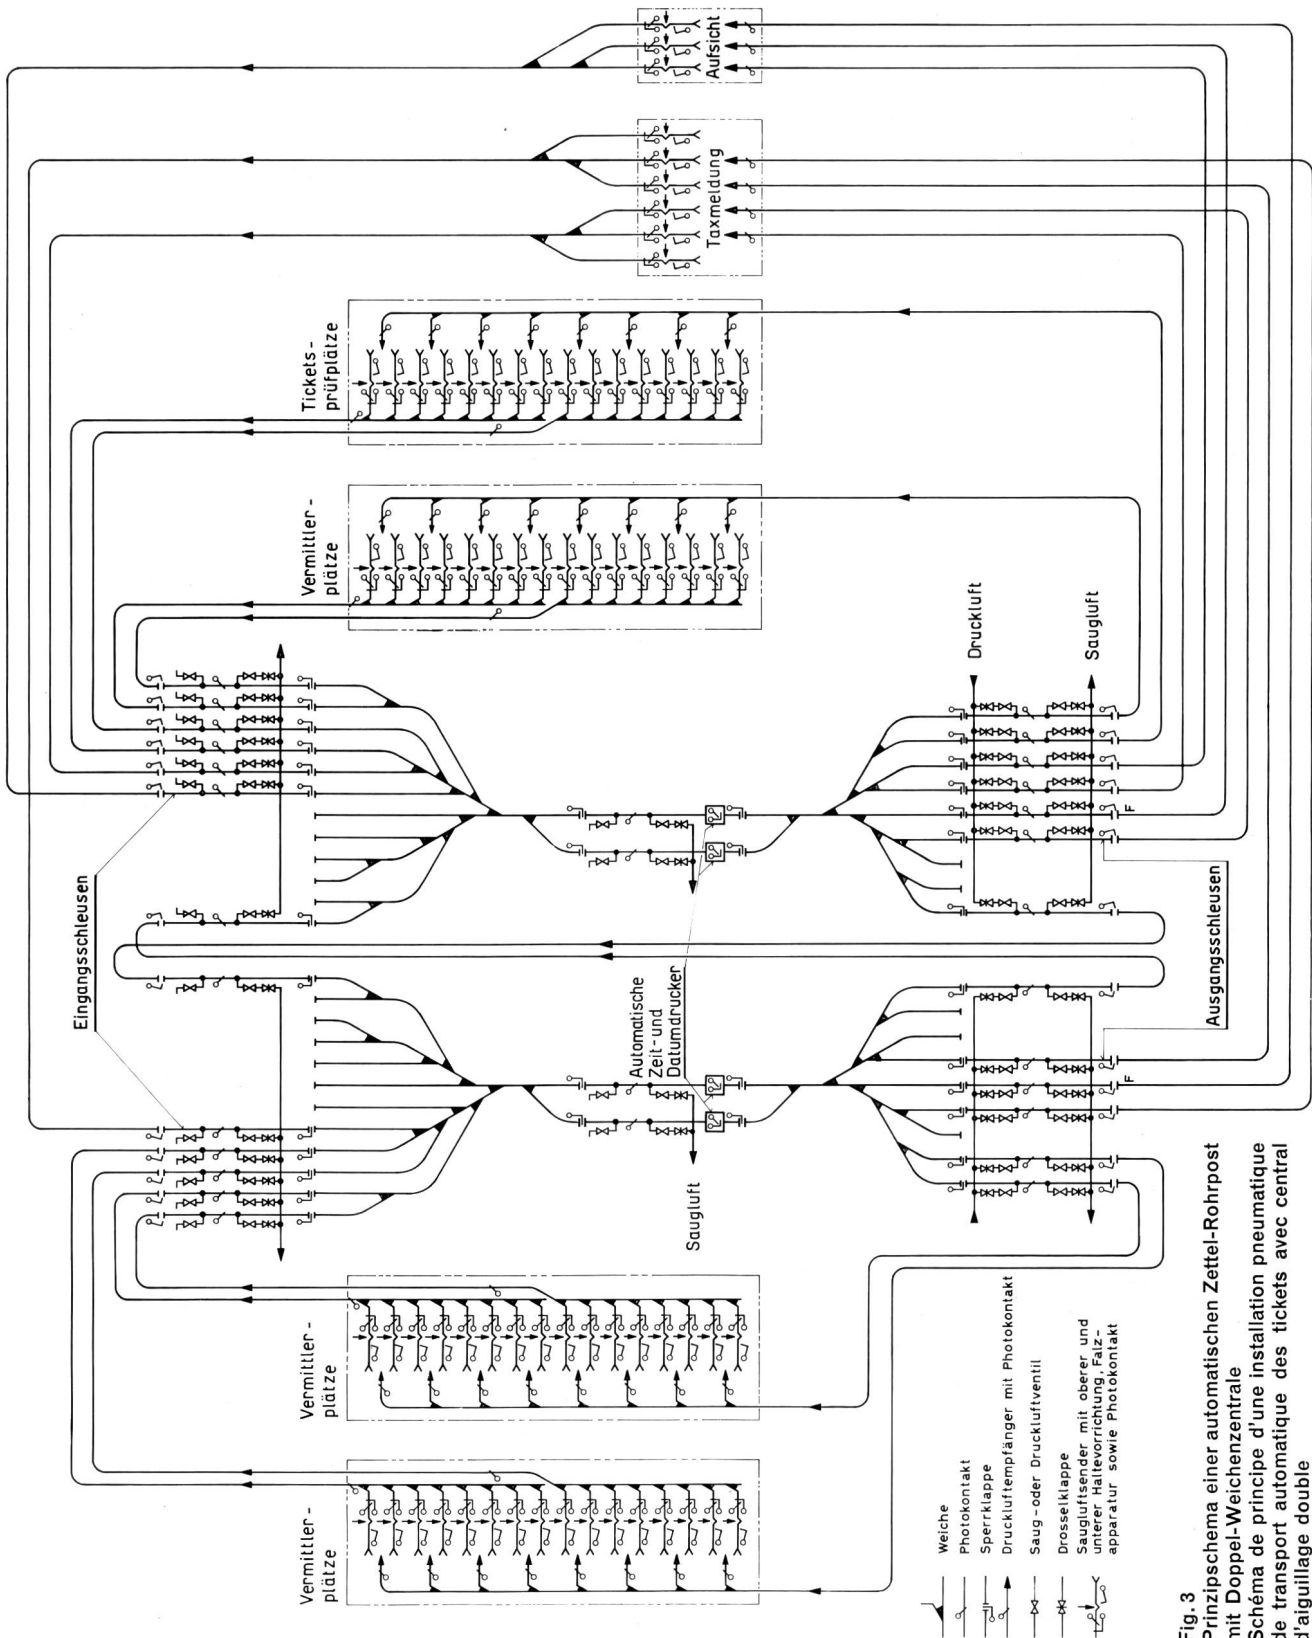 Aufsicht
Taxmeldung
Tickets-
prüfplätze
Vermittler-
plätze
Eingangsschleusen
Druckluft
Saugluft
Automatische
Zeit- und
Datumdrucker
F
Ausgangsschleusen
F
Saugluft
Vermittler-
plätze
Vermittler-
plätze
Weiche
Photokontakt
Sperrklappe
Druckluftempfänger mit Photokontakt
Saug- oder Druckluftventil
Drosselklappe
Saugluftsender mit oberer und
unterer Haltevorrichtung, Falz-
apparatur sowie Photokontakt
Fig. 3
Prinzipschema einer automatischen Zettel-Rohrpost
mit Doppel-Weichenzentrale
Schéma de principe d'une installation pneumatique
de transport automatique des tickets avec central
d'aiguillage double